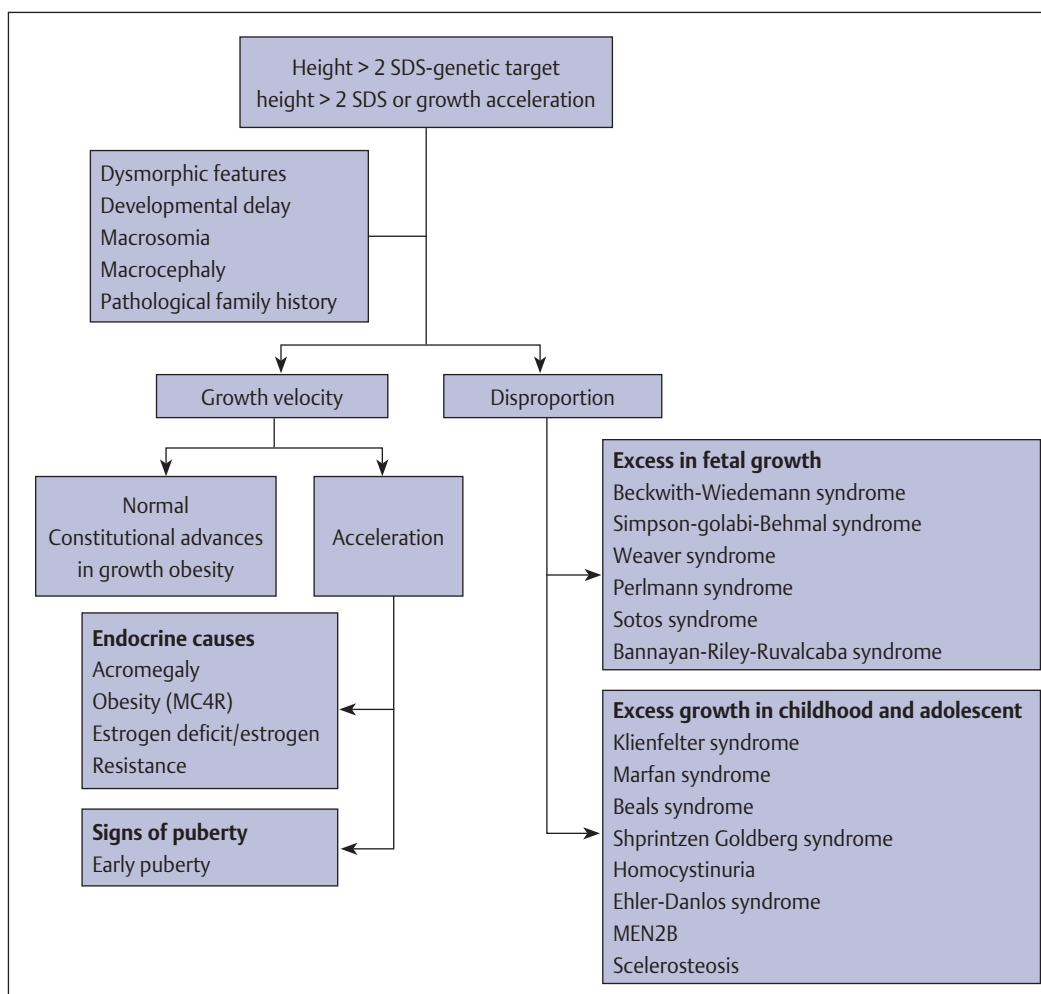 Height > 2 SDS-genetic target
height > 2 SDS or growth acceleration
Dysmorphic features
Developmental delay
Macrosomia
Macrocephaly
Pathological family history
Growth velocity
Disproportion
Normal
Constitutional advances
in growth obesity
Acceleration
Endocrine causes
Acromegaly
Obesity (MC4R)
Estrogen deficit/estrogen
Resistance
Signs of puberty
Early puberty
Excess in fetal growth
Beckwith-Wiedemann syndrome
Simpson-golabi-Behmal syndrome
Weaver syndrome
Perlmann syndrome
Sotos syndrome
Bannayan-Riley-Ruvalcaba syndrome
Excess growth in childhood and adolescent
Klienfelter syndrome
Marfan syndrome
Beals syndrome
Shprintzen Goldberg syndrome
Homocystinuria
Ehler-Danlos syndrome
MEN2B
Scelerosteosis